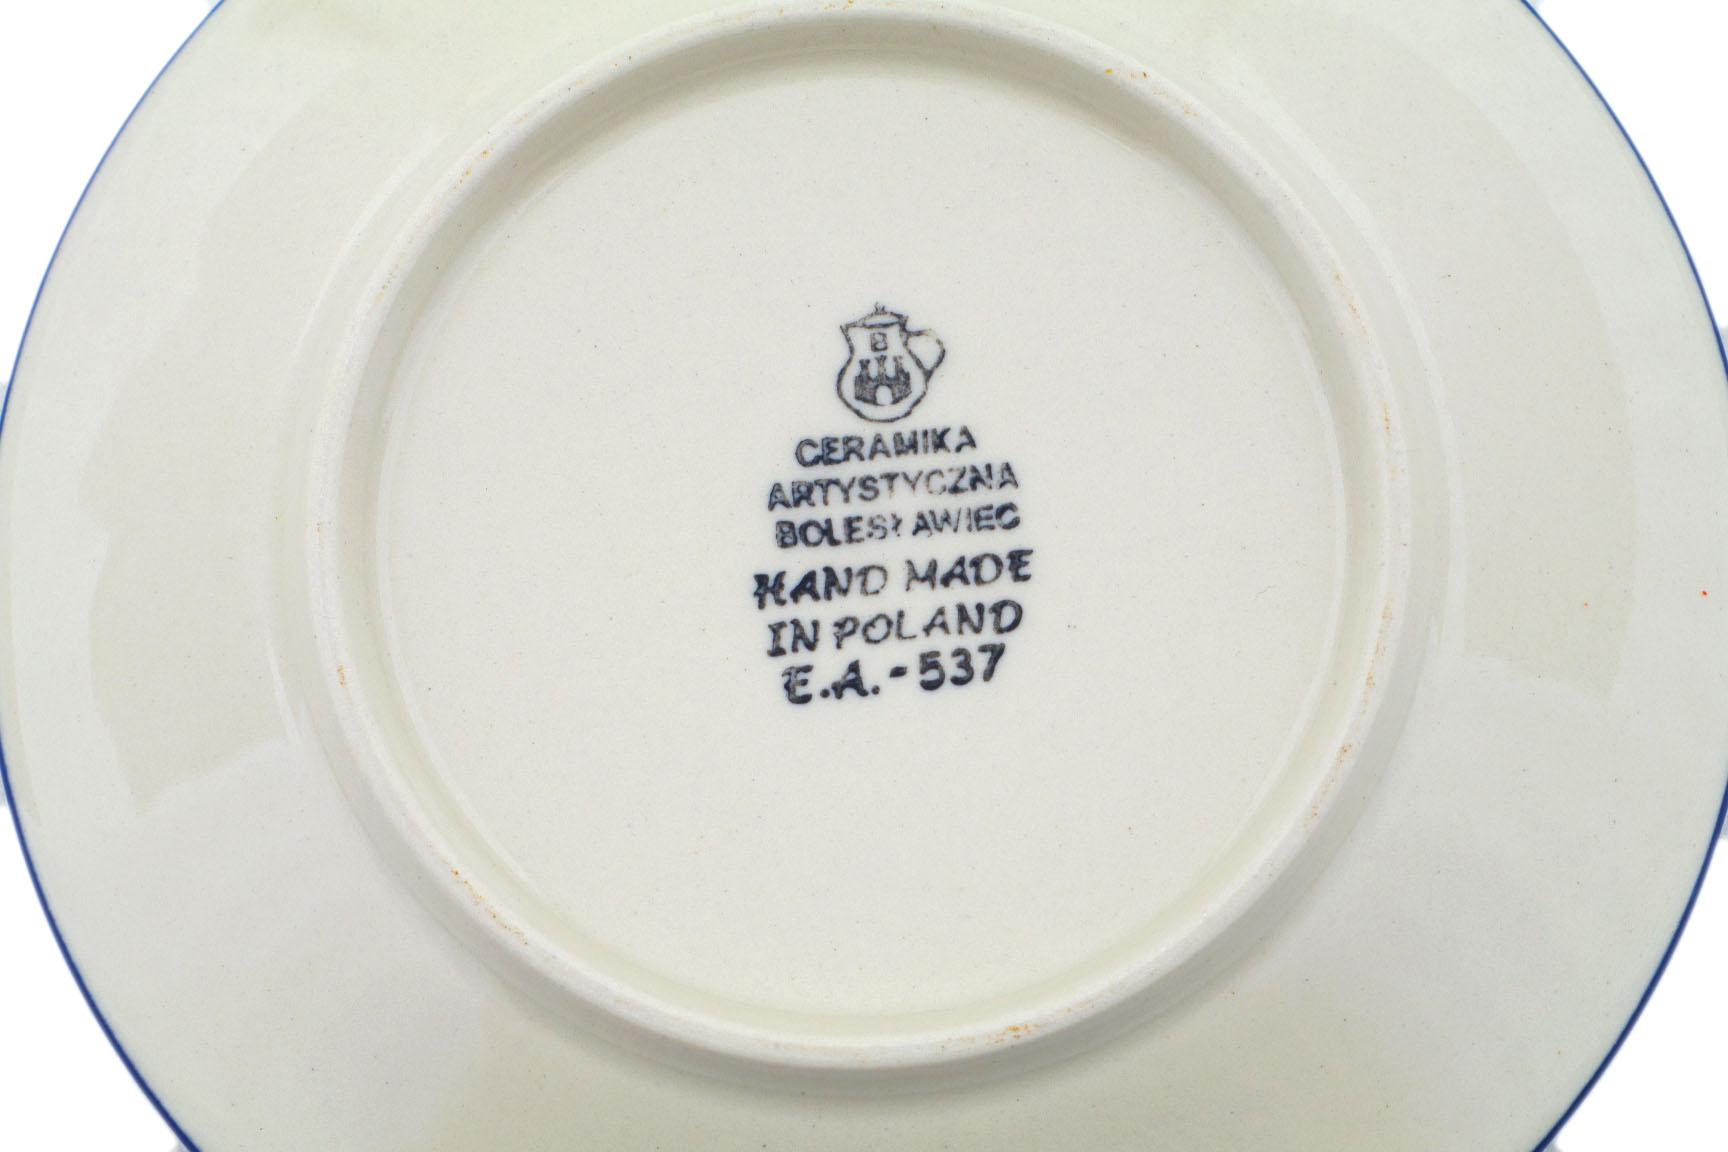 B
CERAMIKA
ARTYSTYCZNA
BOLESŁAWIEC
HAND MADE
IN POLAND
E.A.-537